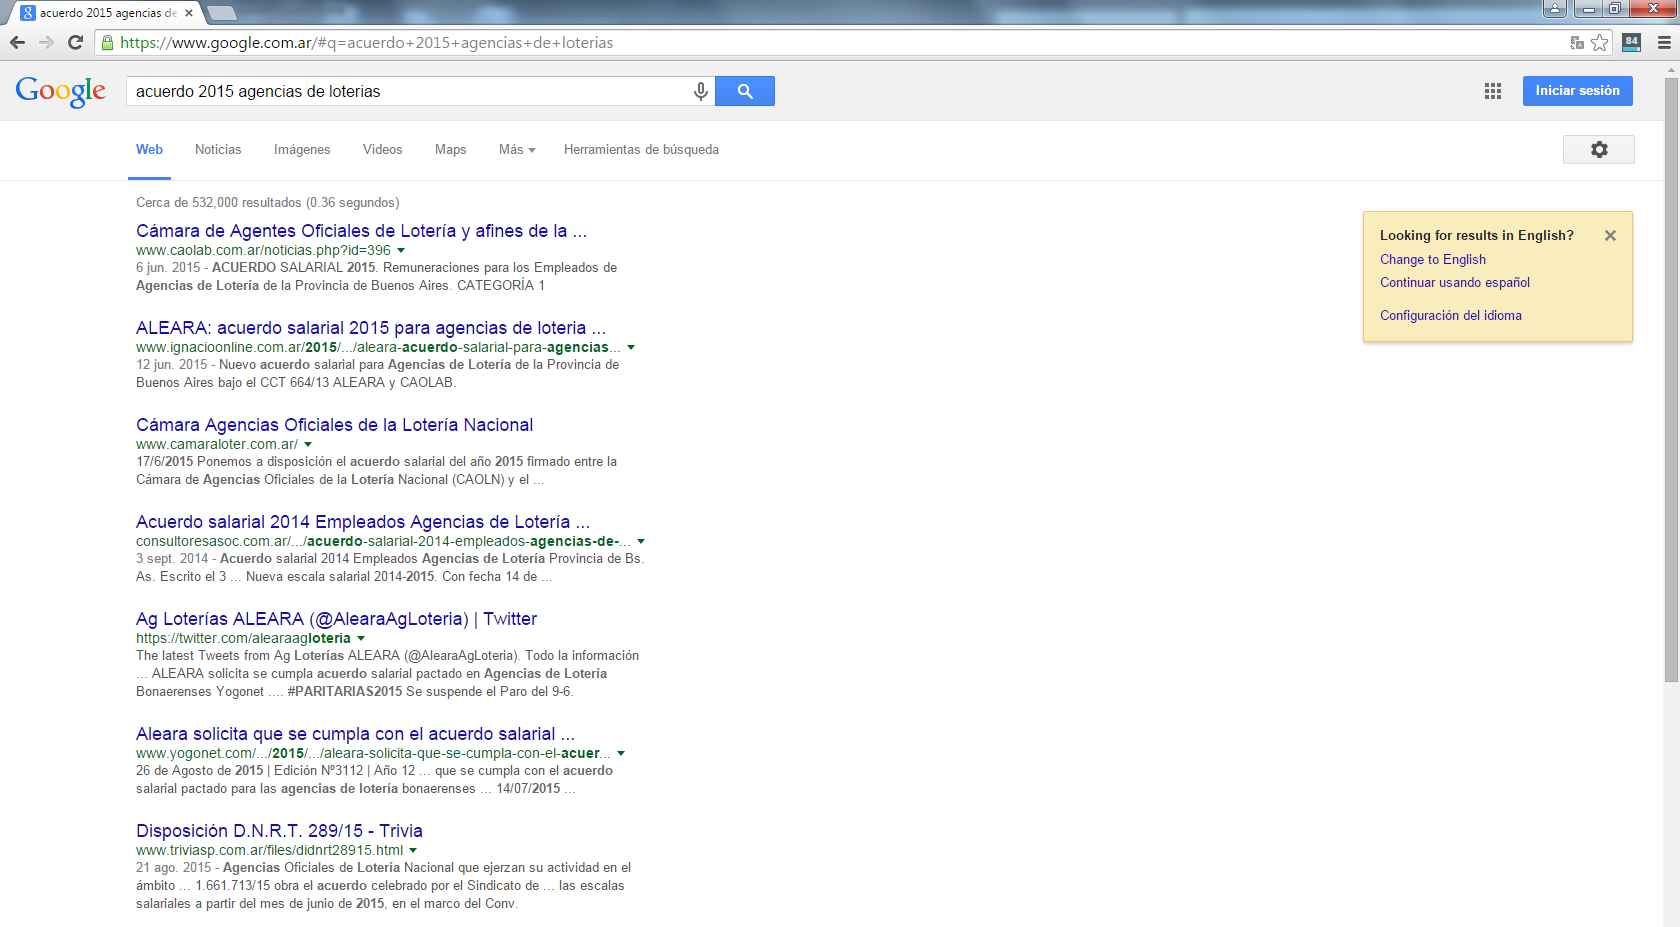 acuerdo 2015 agencias de
https://www.google.com.ar/#q=acuerdo+2015+agencias+de+loterias
84
Google
acuerdo 2015 agencias de loterias
Iniciar sesión
Web Noticias Imágenes Videos Maps Más Herramientas de búsqueda
Cerca de 532,000 resultados (0.36 segundos)
Cámara de Agentes Oficiales de Lotería y afines de la ...
www.caolab.com.ar/noticias.php?id=396
6 jun. 2015 - ACUERDO SALARIAL 2015. Remuneraciones para los Empleados de
Agencias de Lotería de la Provincia de Buenos Aires. CATEGORÍA 1
ALEARA: acuerdo salarial 2015 para agencias de loteria ...
www.ignacioonline.com.ar/2015/.../aleara-acuerdo-salarial-para-agencias...
12 jun. 2015 - Nuevo acuerdo salarial para Agencias de Lotería de la Provincia de
Buenos Aires bajo el CCT 664/13 ALEARA y CAOLAB.
Cámara Agencias Oficiales de la Lotería Nacional
www.camaraloter.com.ar/
17/6/2015 Ponemos a disposición el acuerdo salarial del año 2015 firmado entre la
Cámara de Agencias Oficiales de la Lotería Nacional (CAOLN) y el ...
Acuerdo salarial 2014 Empleados Agencias de Lotería ...
consultoresasoc.com.ar/.../acuerdo-salarial-2014-empleados-agencias-de-...
3 sept. 2014 - Acuerdo salarial 2014 Empleados Agencias de Lotería Provincia de Bs.
As. Escrito el 3 ... Nueva escala salarial 2014-2015. Con fecha 14 de ...
Ag Loterías ALEARA (@AlearaAgLoteria) | Twitter
https://twitter.com/alearaagloteria
The latest Tweets from Ag Loterías ALEARA (@AlearaAgLoteria). Todo la información
... ALEARA solicita se cumpla acuerdo salarial pactado en Agencias de Lotería
Bonaerenses Yogonet .... #PARITARIAS2015 Se suspende el Paro del 9-6.
Aleara solicita que se cumpla con el acuerdo salarial ...
www.yogonet.com/.../2015/.../aleara-solicita-que-se-cumpla-con-el-acuer...
26 de Agosto de 2015 | Edición Nº3112 | Año 12 ... que se cumpla con el acuerdo
salarial pactado para las agencias de lotería bonaerenses ... 14/07/2015 ...
Disposición D.N.R.T. 289/15 - Trivia
www.triviasp.com.ar/files/didnrt28915.html
21 ago. 2015 - Agencias Oficiales de Lotería Nacional que ejerzan su actividad en el
ámbito ... 1.661.713/15 obra el acuerdo celebrado por el Sindicato de ... las escalas
salariales a partir del mes de junio de 2015, en el marco del Conv.
Looking for results in English?
Change to English
Continuar usando español
Configuración del idioma